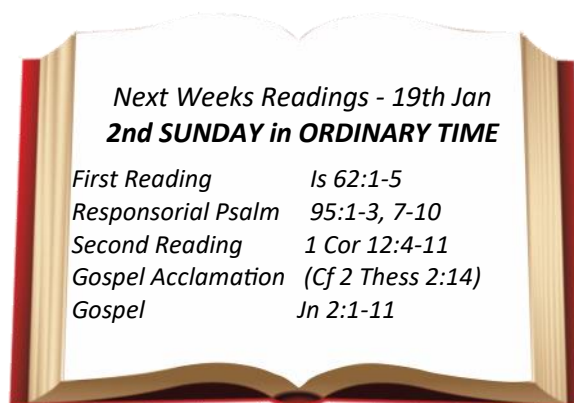 Next Weeks Readings - 19th Jan
2nd SUNDAY in ORDINARY TIME
First Reading Is 62:1-5
Responsorial Psalm 95:1-3, 7-10
Second Reading 1 Cor 12:4-11
Gospel Acclamation (Cf 2 Thess 2:14)
Gospel Jn 2:1-11